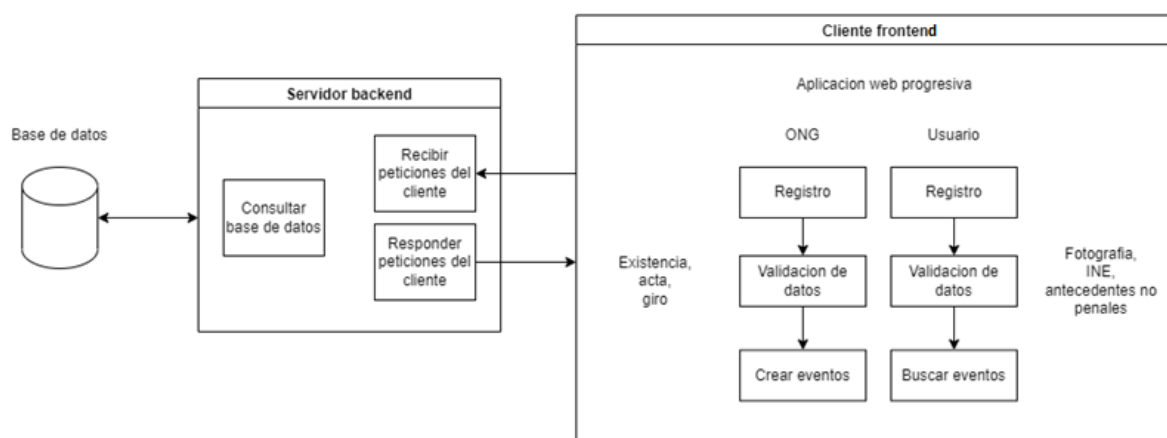 Base de datos
Servidor backend
Consultar
base de datos
Recibir
peticiones del
cliente
Responder
peticiones del
cliente
Cliente frontend
Aplicacion web progresiva
ONG
Usuario
Registro
Registro
Existencia,
acta,
giro
Validacion de
datos
Validacion de
datos
Fotografia,
INE,
antecedentes no
penales
Crear eventos
Buscar eventos